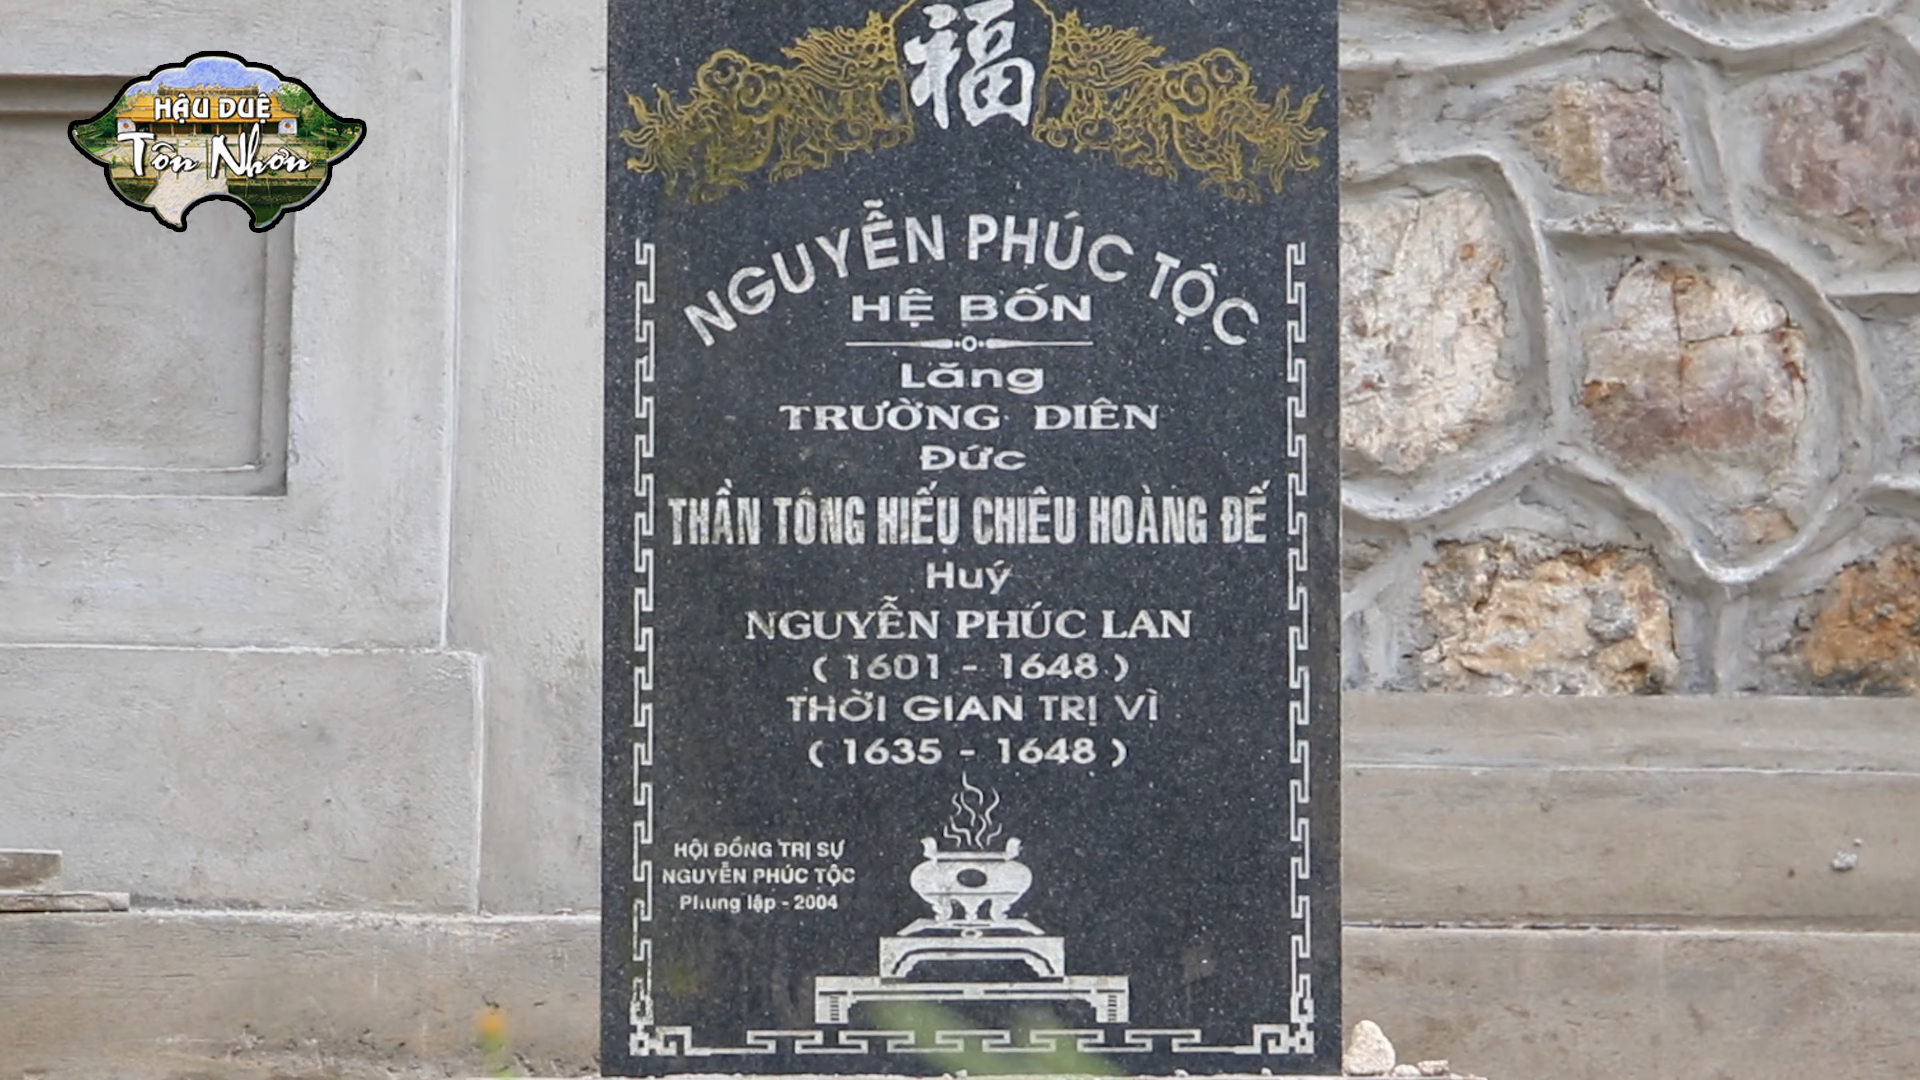 HẬU DUỆ
Tôn Nhơn
福
NGUYỄN PHÚC TỘC
HỆ BỐN
Lăng
TRƯỜNG DIÊN
Đức
THẦN TÔNG HIẾU CHIÊU HOÀNG ĐẾ
Huý
NGUYỄN PHÚC LAN
( 1601 - 1648 )
THỜI GIAN TRỊ VÌ
( 1635 - 1648 )
HỘI ĐỒNG TRỊ SỰ
NGUYỄN PHÚC TỘC
Phụng lập - 2004